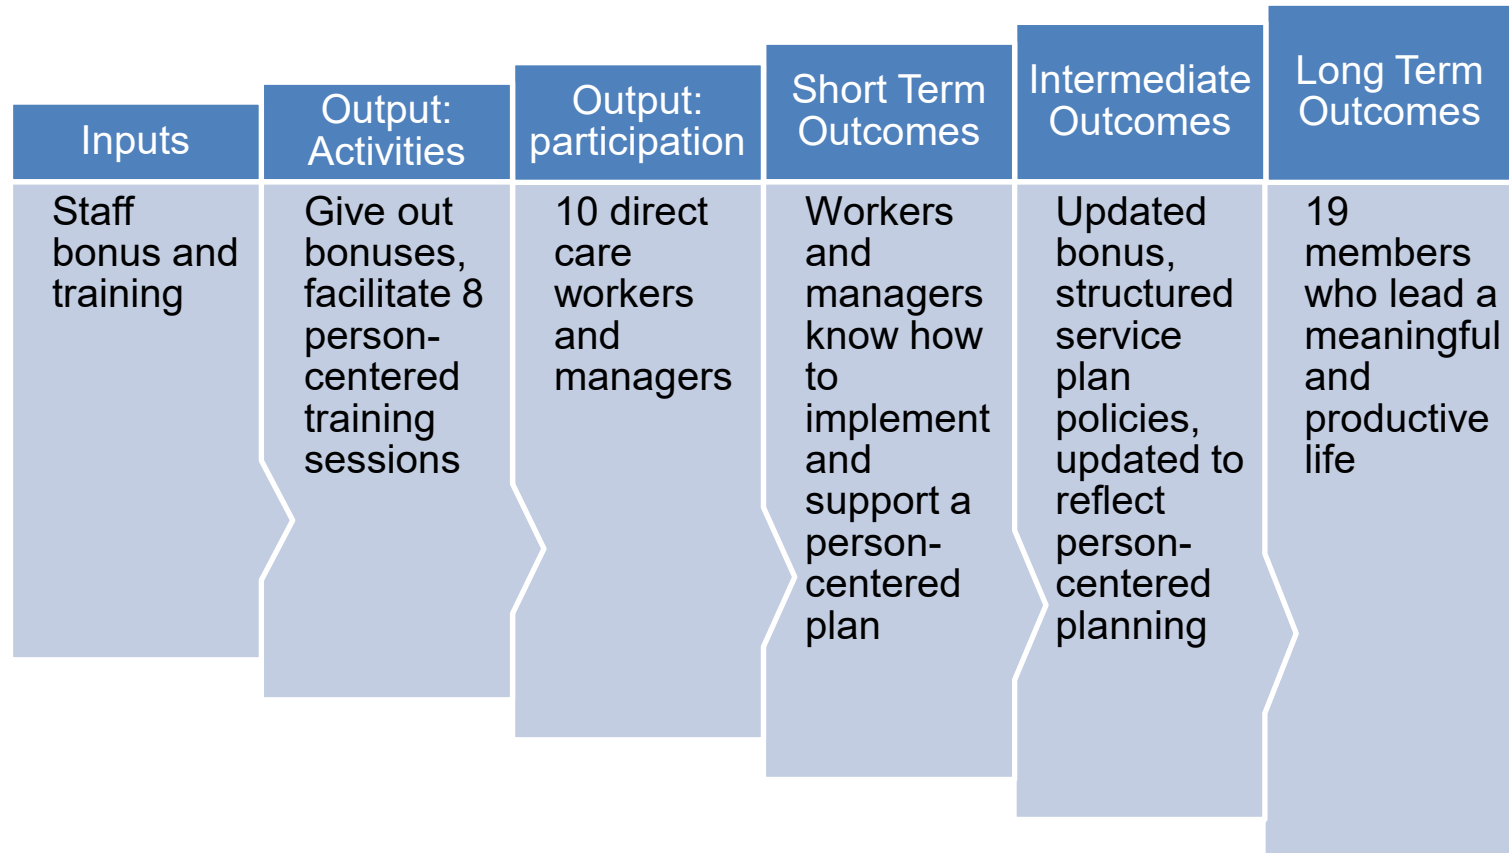 Inputs
Staff
bonus and
training
Output:
Activities
Give out
bonuses,
facilitate 8
person-
centered
training
sessions
Output:
participation
10 direct
care
workers
and
managers
Short Term
Outcomes
Workers
and
managers
know how
to
implement
and
support a
person-
centered
plan
Intermediate
Outcomes
Updated
bonus,
structured
service
plan
policies,
updated to
reflect
person-
centered
planning
Long Term
Outcomes
19
members
who lead a
meaningful
and
productive
life